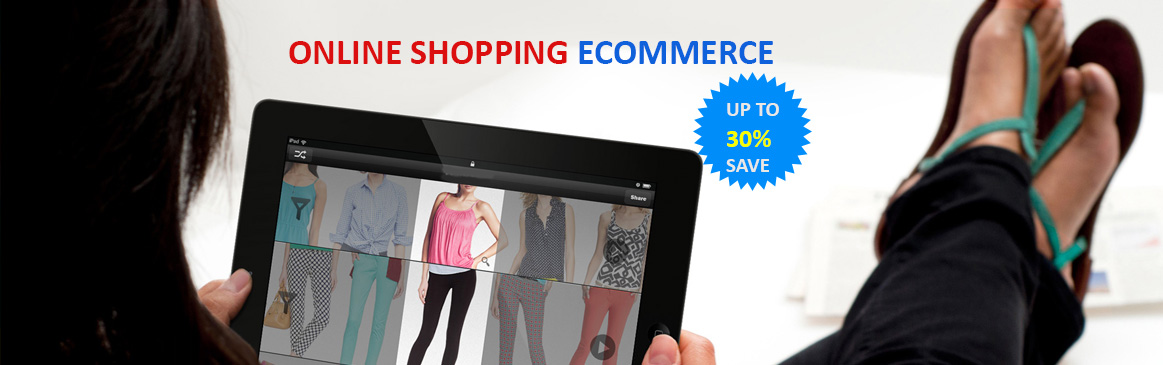 ONLINE SHOPPING ECOMMERCE
UP TO
30%
SAVE
iPad
Share